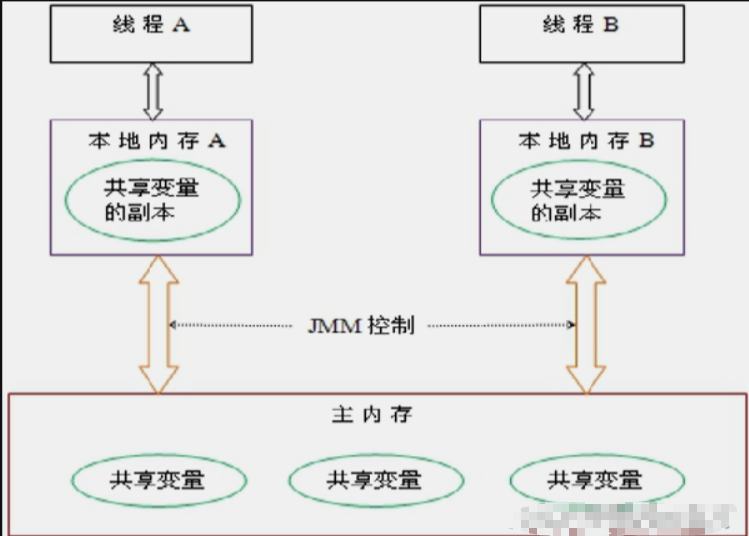 线程 A
线程 B
本地内存 A
本地内存 B
共享变量
的副本
共享变量
的副本
JMM 控制
主内存
共享变量
共享变量
共享变量